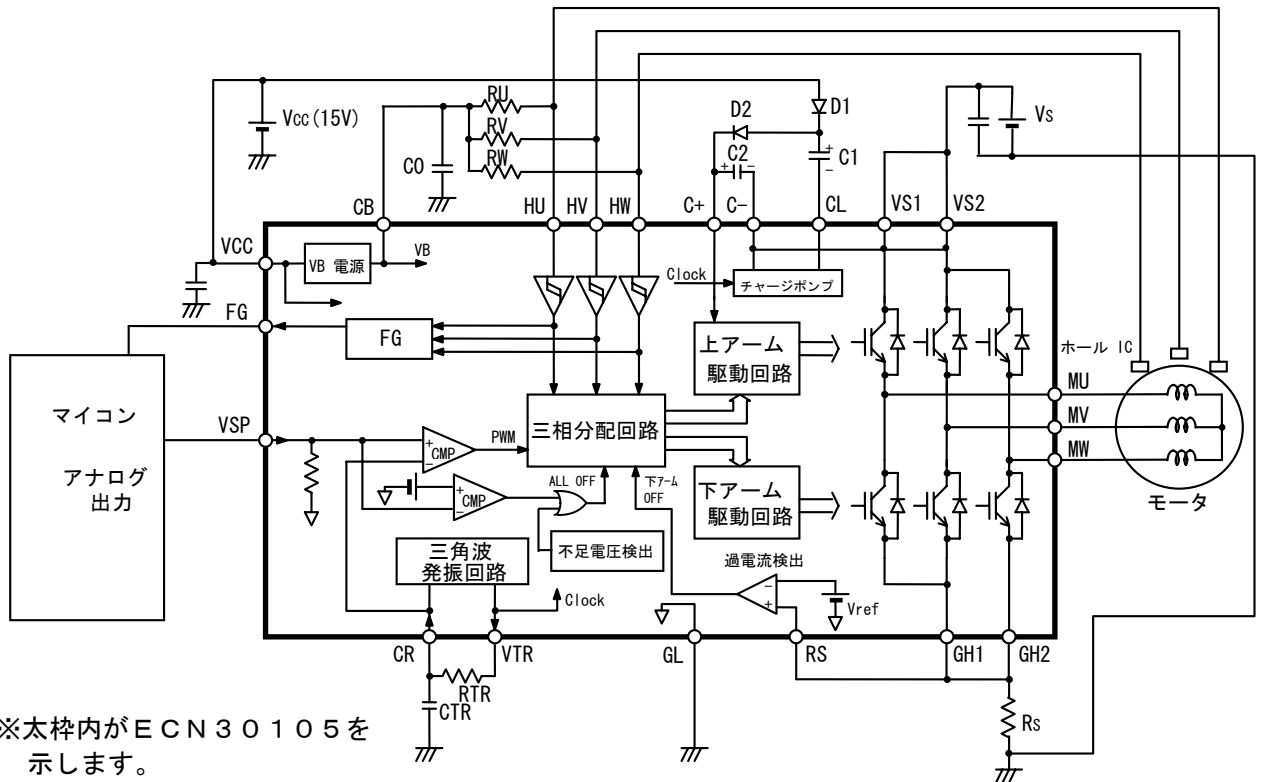 RU
RV
RW
VCC(15V)
C0
D2
D1
C2
+
-
+
-
C1
VS
CB
HU
HV
HW
C+
C-
CL
VS1
VS2
VCC
VB 電源
VB
Clock
チャージポンプ
FG
FG
上アーム
駆動回路
ホール IC
MU
MV
MW
モータ
マイコン
アナログ
出力
VSP
+
-
CMP
PWM
三相分配回路
+
-
CMP
ALL OFF
下アーム
OFF
下アーム
駆動回路
不足電圧検出
三角波
発振回路
Clock
過電流検出
-
+
Vref
CR
VTR
GL
RS
GH1
GH2
RTR
CTR
RS
※太枠内がECN30105を
示します。